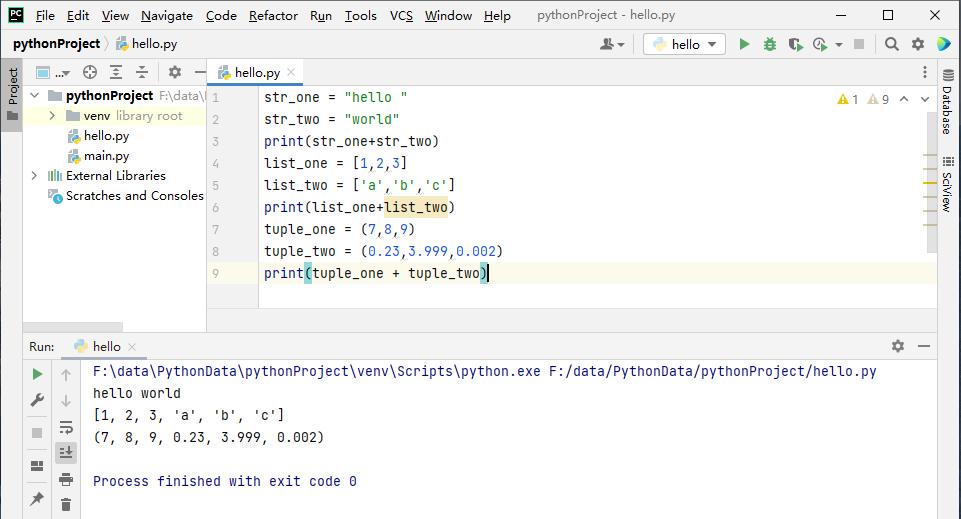 PC File Edit View Navigate Code Refactor Run Tools VCS Window Help pythonProject - hello.py
pythonProject hello.py hello
Project
... hello.py
pythonProject F:\data\
venv library root
hello.py
main.py
External Libraries
Scratches and Consoles
1 str_one = "hello "
2 str_two = "world"
3 print(str_one+str_two)
4 list_one = [1,2,3]
5 list_two = ['a','b','c']
6 print(list_one+list_two)
7 tuple_one = (7,8,9)
8 tuple_two = (0.23,3.999,0.002)
9 print(tuple_one + tuple_two)
1 9
Database
SciView
Run: hello
F:\data\PythonData\pythonProject\venv\Scripts\python.exe F:/data/PythonData/pythonProject/hello.py
hello world
[1, 2, 3, 'a', 'b', 'c']
(7, 8, 9, 0.23, 3.999, 0.002)
Process finished with exit code 0